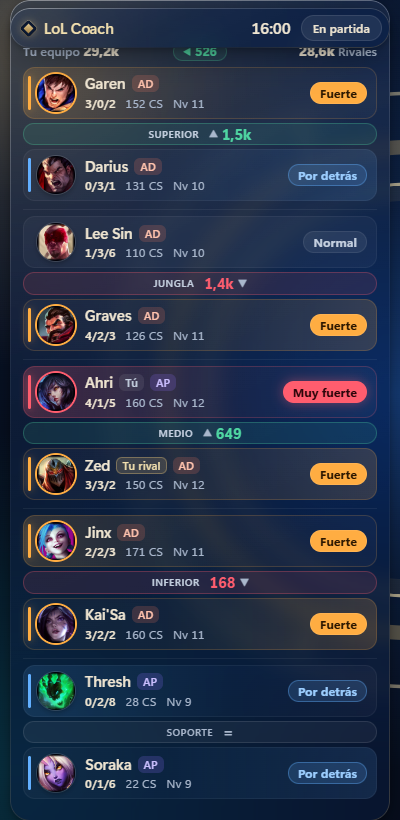 LoL Coach 16:00 En partida
Tu equipo 29,2k ◀ 526 28,6k Rivales
Garen AD
3/0/2 152 CS Nv 11
Fuerte
SUPERIOR ▲ 1,5k
Darius AD
0/3/1 131 CS Nv 10
Por detrás
Lee Sin AD
1/3/6 110 CS Nv 10
Normal
JUNGLA 1,4k ▼
Graves AD
4/2/3 126 CS Nv 11
Fuerte
Ahri Tú AP
4/1/5 160 CS Nv 12
Muy fuerte
MEDIO ▲ 649
Zed Tu rival AD
3/3/2 150 CS Nv 12
Fuerte
Jinx AD
2/2/3 171 CS Nv 11
Fuerte
INFERIOR 168 ▼
Kai'Sa AD
3/2/2 160 CS Nv 11
Fuerte
Thresh AP
0/2/8 28 CS Nv 9
Por detrás
SOPORTE =
Soraka AP
0/1/6 22 CS Nv 9
Por detrás